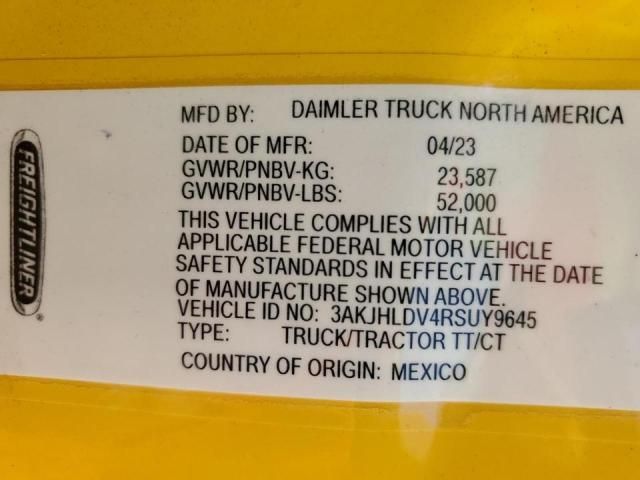 FREIGHTLINER®
MFD BY: DAIMLER TRUCK NORTH AMERICA
DATE OF MFR: 04/23
GVWR/PNBV-KG: 23,587
GVWR/PNBV-LBS: 52,000
THIS VEHICLE COMPLIES WITH ALL
APPLICABLE FEDERAL MOTOR VEHICLE
SAFETY STANDARDS IN EFFECT AT THE DATE
OF MANUFACTURE SHOWN ABOVE.
VEHICLE ID NO: 3AKJHLDV4RSUY9645
TYPE: TRUCK/TRACTOR TT/CT
COUNTRY OF ORIGIN: MEXICO